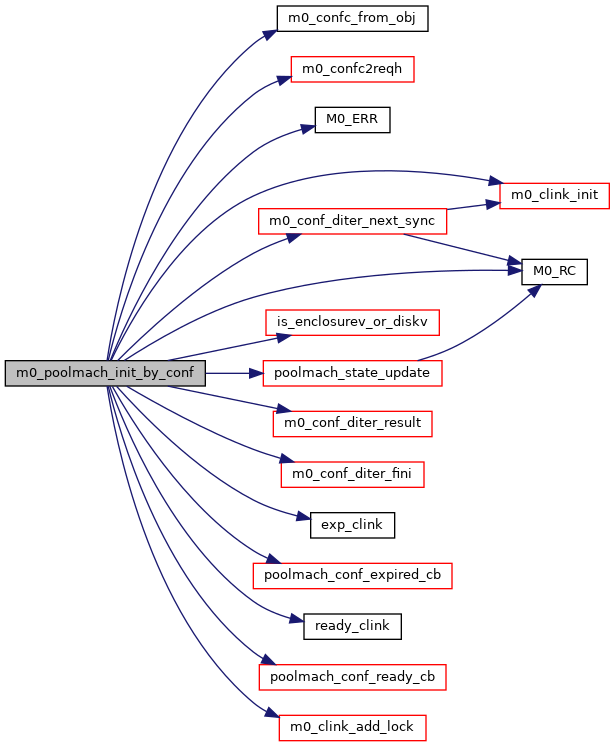 m0_confc_from_obj
m0_confc2reqh
M0_ERR
m0_clink_init
m0_conf_diter_next_sync
M0_RC
is_enclosurev_or_diskv
m0_poolmach_init_by_conf
poolmach_state_update
m0_conf_diter_result
m0_conf_diter_fini
exp_clink
poolmach_conf_expired_cb
ready_clink
poolmach_conf_ready_cb
m0_clink_add_lock